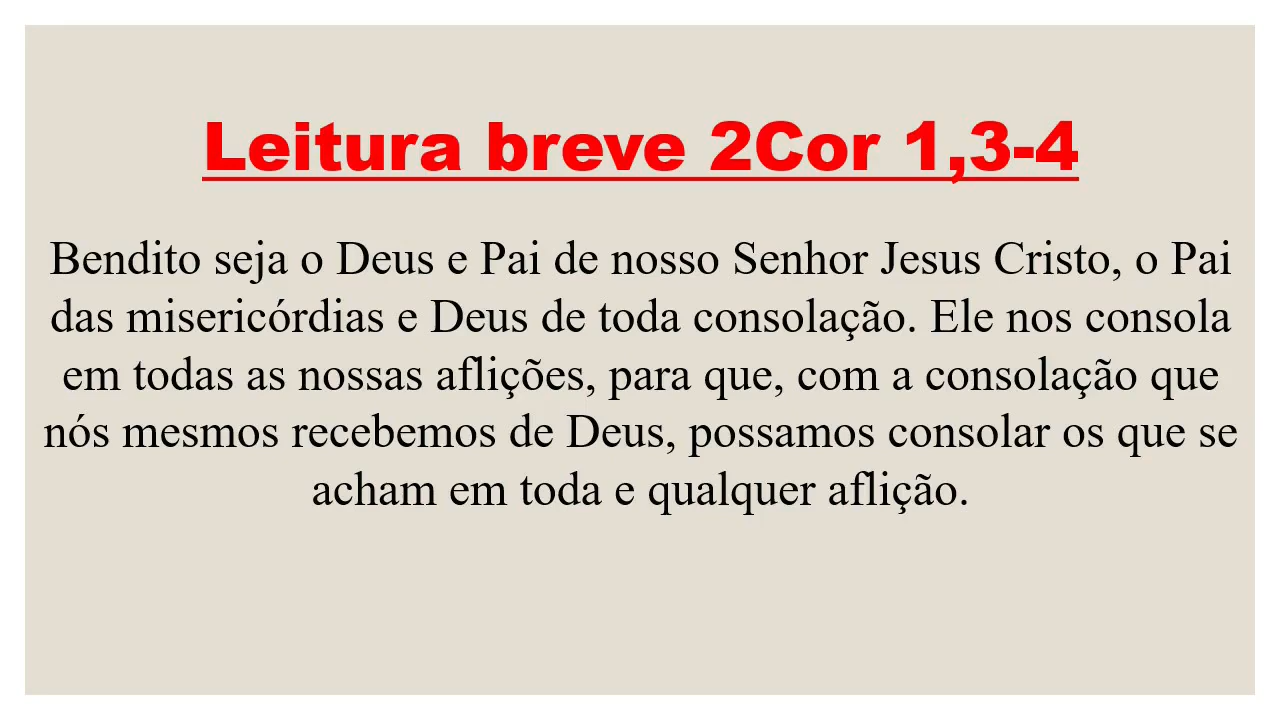 Leitura breve 2Cor 1,3-4
Bendito seja o Deus e Pai de nosso Senhor Jesus Cristo, o Pai
das misericórdias e Deus de toda consolação. Ele nos consola
em todas as nossas aflições, para que, com a consolação que
nós mesmos recebemos de Deus, possamos consolar os que se
acham em toda e qualquer aflição.